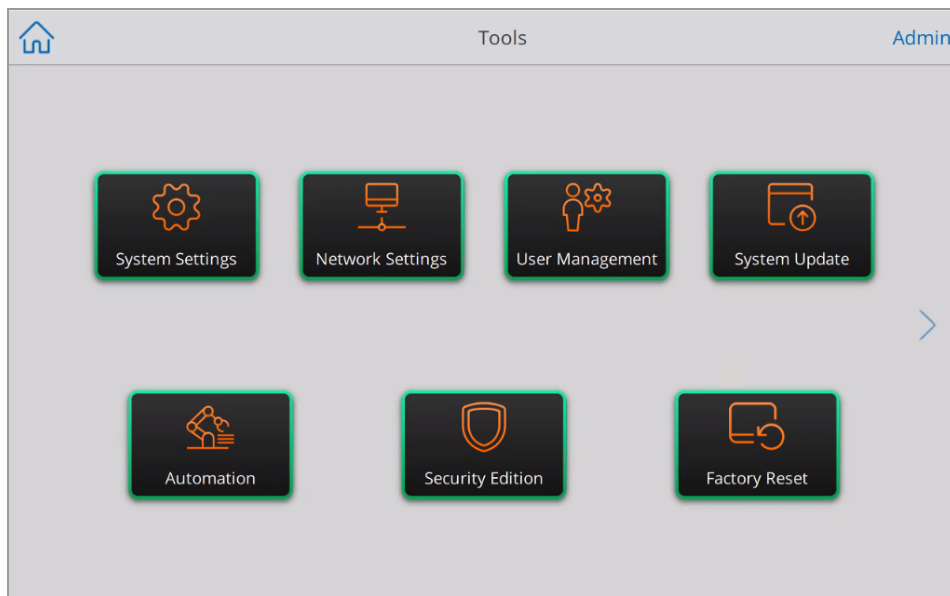 Tools
Admin
System Settings
Network Settings
User Management
System Update
Automation
Security Edition
Factory Reset